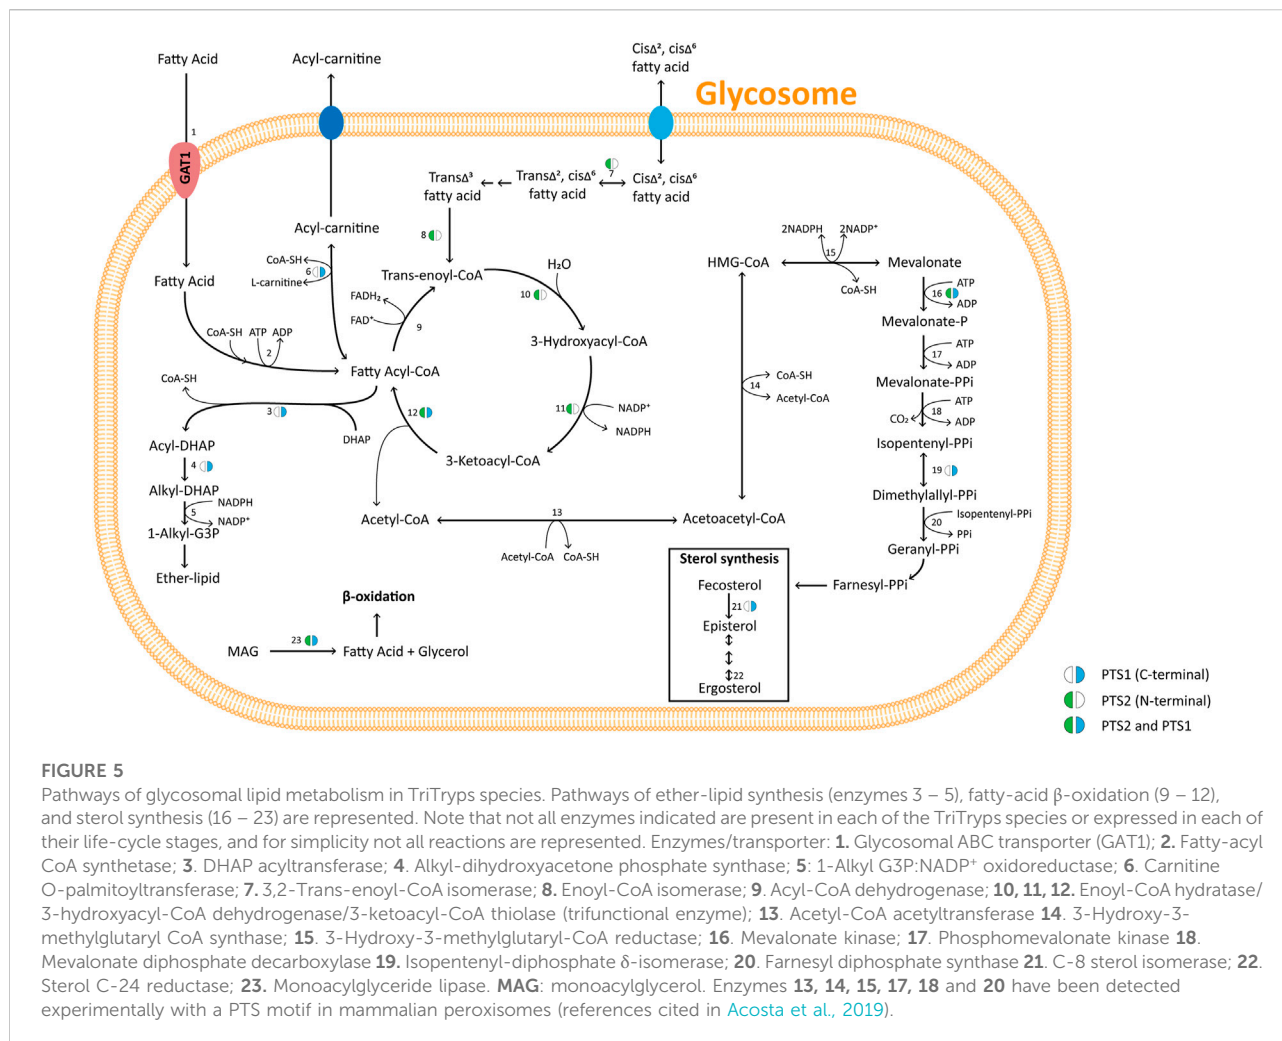 Fatty Acid
Acyl-carnitine
CisΔ², cisΔ⁶
fatty acid
Glycosome
1
GAT1
7
TransΔ³
fatty acid
TransΔ², cisΔ⁶
fatty acid
CisΔ², cisΔ⁶
fatty acid
Acyl-carnitine
8
2NADPH
2NADP⁺
15
CoA-SH
6
L-carnitine
Fatty Acid
Trans-enoyl-CoA
H₂O
HMG-CoA
Mevalonate
CoA-SH
10
16
ATP
ADP
FADH₂
FAD⁺
9
Mevalonate-P
CoA-SH
ATP
ADP
2
3-Hydroxyacyl-CoA
17
ATP
ADP
Fatty Acyl-CoA
CoA-SH
14
CoA-SH
Acetyl-CoA
Mevalonate-PPi
3
12
11
NADP⁺
NADPH
CO₂
18
ATP
ADP
DHAP
Acyl-DHAP
3-Ketoacyl-CoA
Isopentenyl-PPi
4
19
Alkyl-DHAP
5
NADPH
NADP⁺
Dimethylallyl-PPi
Acetyl-CoA
13
Acetoacetyl-CoA
20
Isopentenyl-PPi
PPi
1-Alkyl-G3P
Acetyl-CoA
CoA-SH
Geranyl-PPi
Ether-lipid
Sterol synthesis
Fecosterol
Farnesyl-PPi
β-oxidation
21
Episterol
MAG
23
Fatty Acid + Glycerol
22
Ergosterol
PTS1 (C-terminal)
PTS2 (N-terminal)
PTS2 and PTS1
FIGURE 5
Pathways of glycosomal lipid metabolism in TriTryps species. Pathways of ether-lipid synthesis (enzymes 3 – 5), fatty-acid β-oxidation (9 – 12),
and sterol synthesis (16 – 23) are represented. Note that not all enzymes indicated are present in each of the TriTryps species or expressed in each of
their life-cycle stages, and for simplicity not all reactions are represented. Enzymes/transporter: 1. Glycosomal ABC transporter (GAT1); 2. Fatty-acyl
CoA synthetase; 3. DHAP acyltransferase; 4. Alkyl-dihydroxyacetone phosphate synthase; 5: 1-Alkyl G3P:NADP⁺ oxidoreductase; 6. Carnitine
O-palmitoyltransferase; 7. 3,2-Trans-enoyl-CoA isomerase; 8. Enoyl-CoA isomerase; 9. Acyl-CoA dehydrogenase; 10, 11, 12. Enoyl-CoA hydratase/
3-hydroxyacyl-CoA dehydrogenase/3-ketoacyl-CoA thiolase (trifunctional enzyme); 13. Acetyl-CoA acetyltransferase 14. 3-Hydroxy-3-
methylglutaryl CoA synthase; 15. 3-Hydroxy-3-methylglutaryl-CoA reductase; 16. Mevalonate kinase; 17. Phosphomevalonate kinase 18.
Mevalonate diphosphate decarboxylase 19. Isopentenyl-diphosphate δ-isomerase; 20. Farnesyl diphosphate synthase 21. C-8 sterol isomerase; 22.
Sterol C-24 reductase; 23. Monoacylglyceride lipase. MAG: monoacylglycerol. Enzymes 13, 14, 15, 17, 18 and 20 have been detected
experimentally with a PTS motif in mammalian peroxisomes (references cited in Acosta et al., 2019).